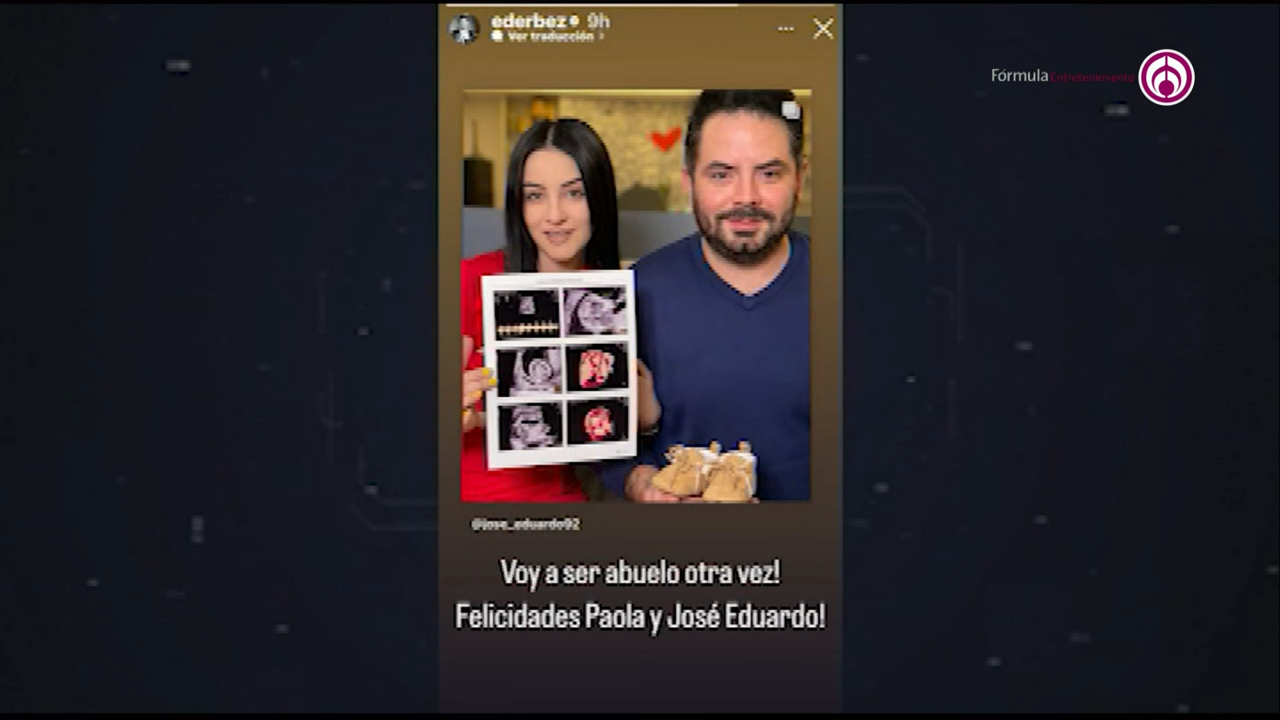 ederbez 9h
Ver traducción
Fórmula Entretenimiento
@jose_eduardo92
Voy a ser abuelo otra vez!
Felicidades Paola y José Eduardo!